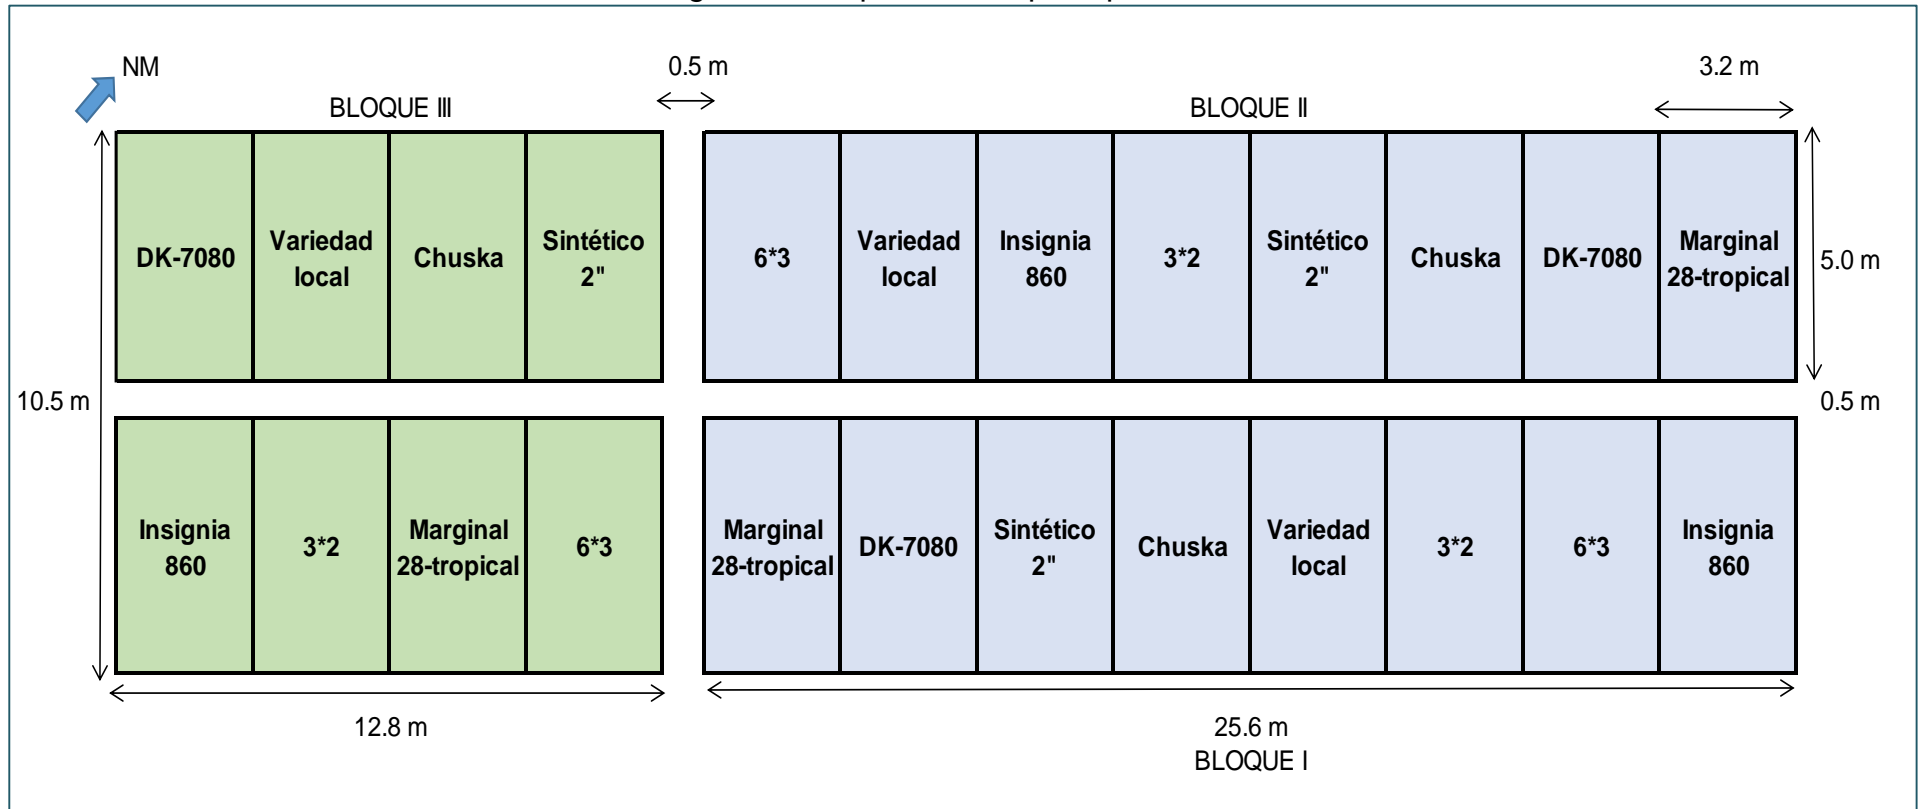 NM
0.5 m
3.2 m
BLOQUE III
BLOQUE II
DK-7080
Variedad
local
Chuska
Sintético
2"
6*3
Variedad
local
Insignia
860
3*2
Sintético
2"
Chuska
DK-7080
Marginal
28-tropical
5.0 m
10.5 m
0.5 m
Insignia
860
3*2
Marginal
28-tropical
6*3
Marginal
28-tropical
DK-7080
Sintético
2"
Chuska
Variedad
local
3*2
6*3
Insignia
860
12.8 m
25.6 m
BLOQUE I